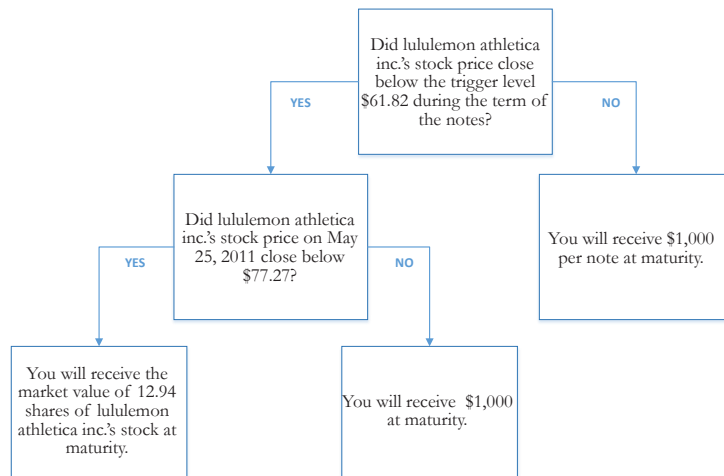 Did lululemon athletica
inc.'s stock price close
below the trigger level
$61.82 during the term of
the notes?
YES
NO
Did lululemon athletica
inc.'s stock price on May
25, 2011 close below
$77.27?
You will receive $1,000
per note at maturity.
YES
NO
You will receive the
market value of 12.94
shares of lululemon
athletica inc.'s stock at
maturity.
You will receive $1,000
at maturity.